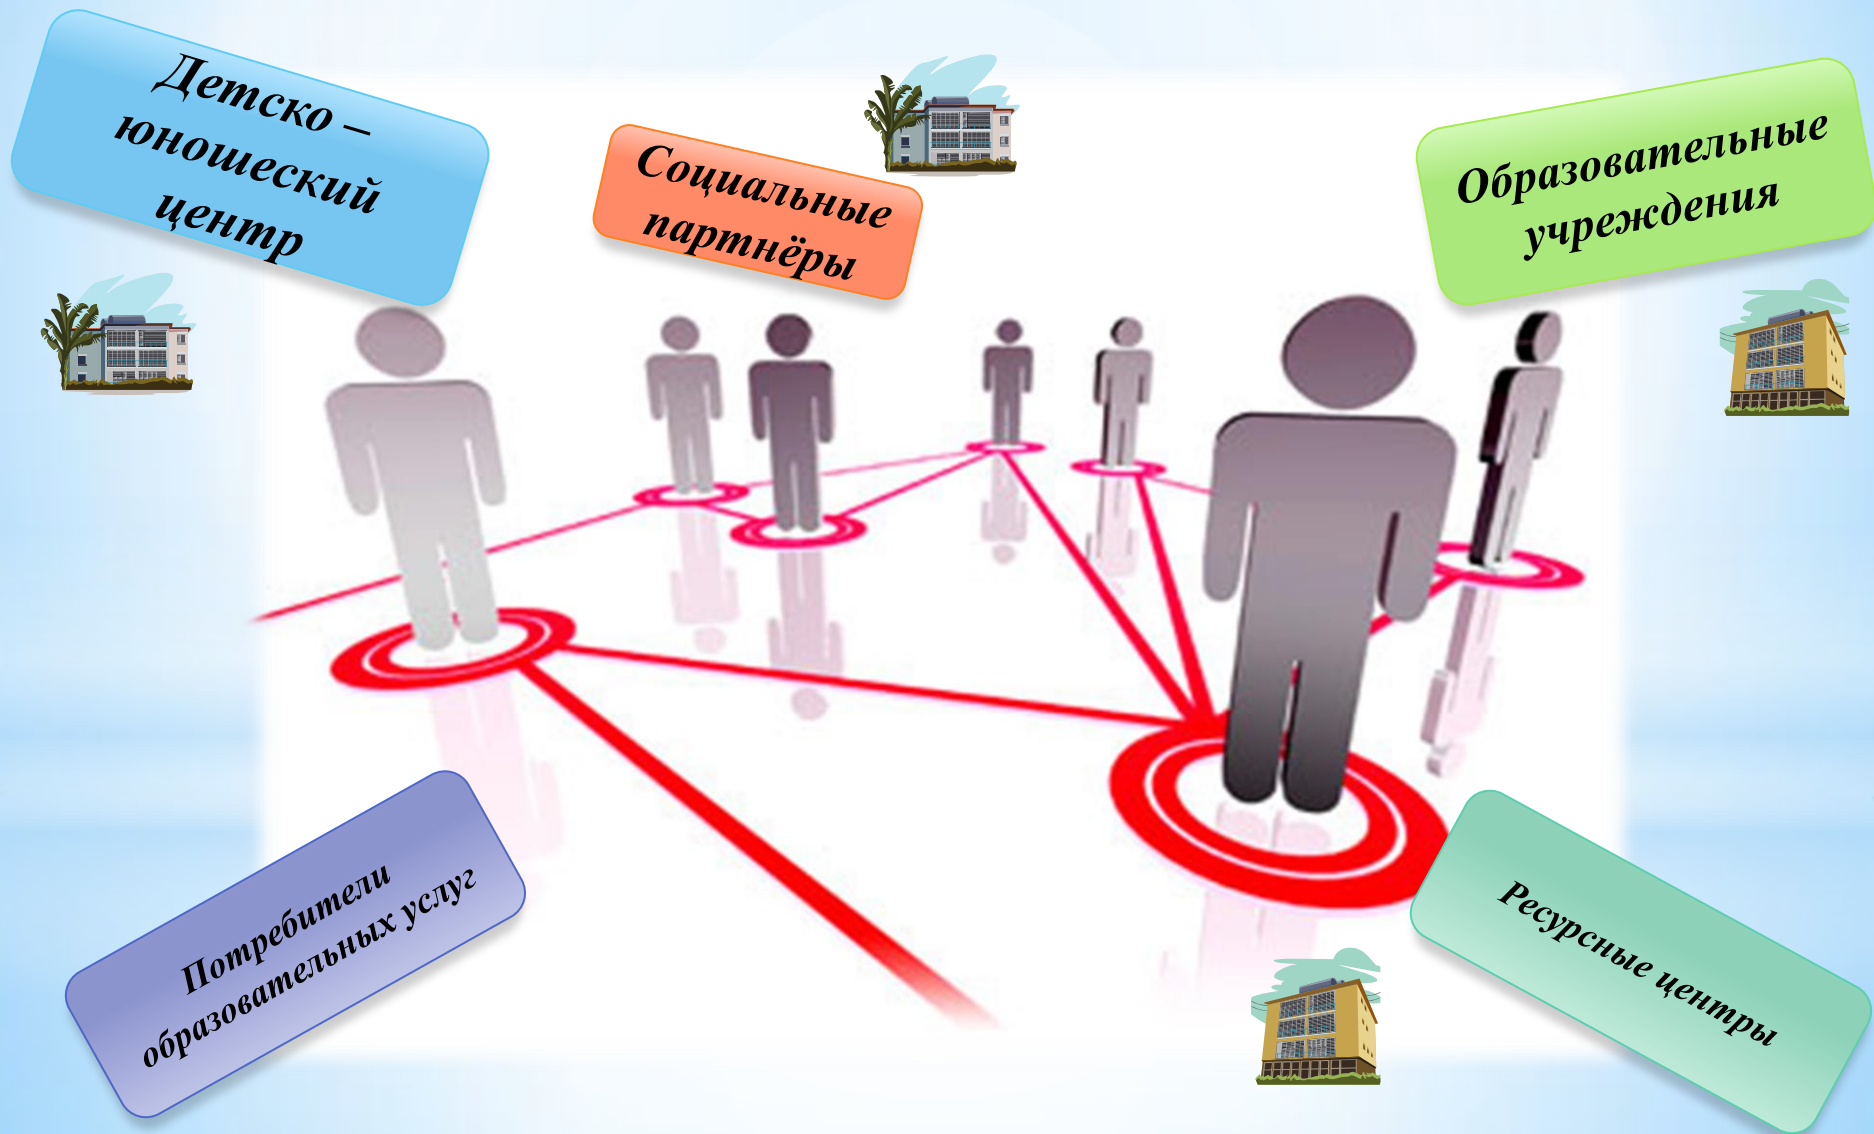 Детско –
юношеский
центр
Социальные
партнёры
Образовательные
учреждения
Потребители
образовательных услуг
Ресурсные центры